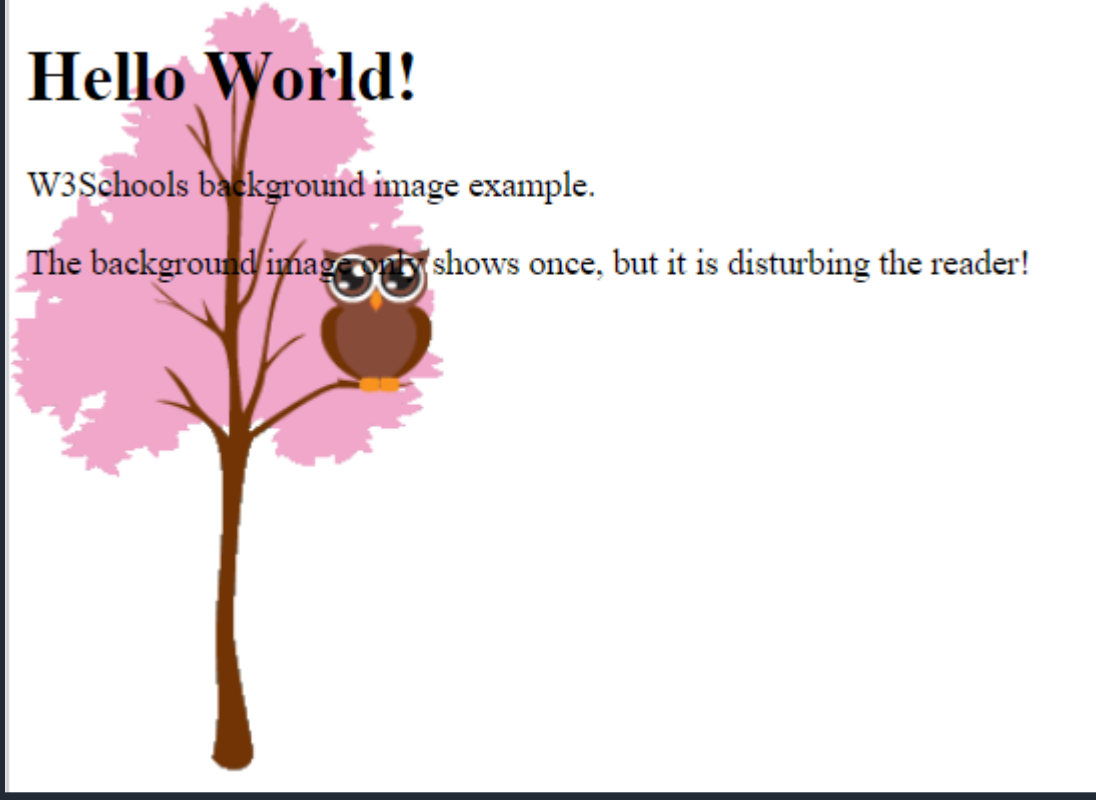 Hello World!
W3Schools background image example.
The background image only shows once, but it is disturbing the reader!